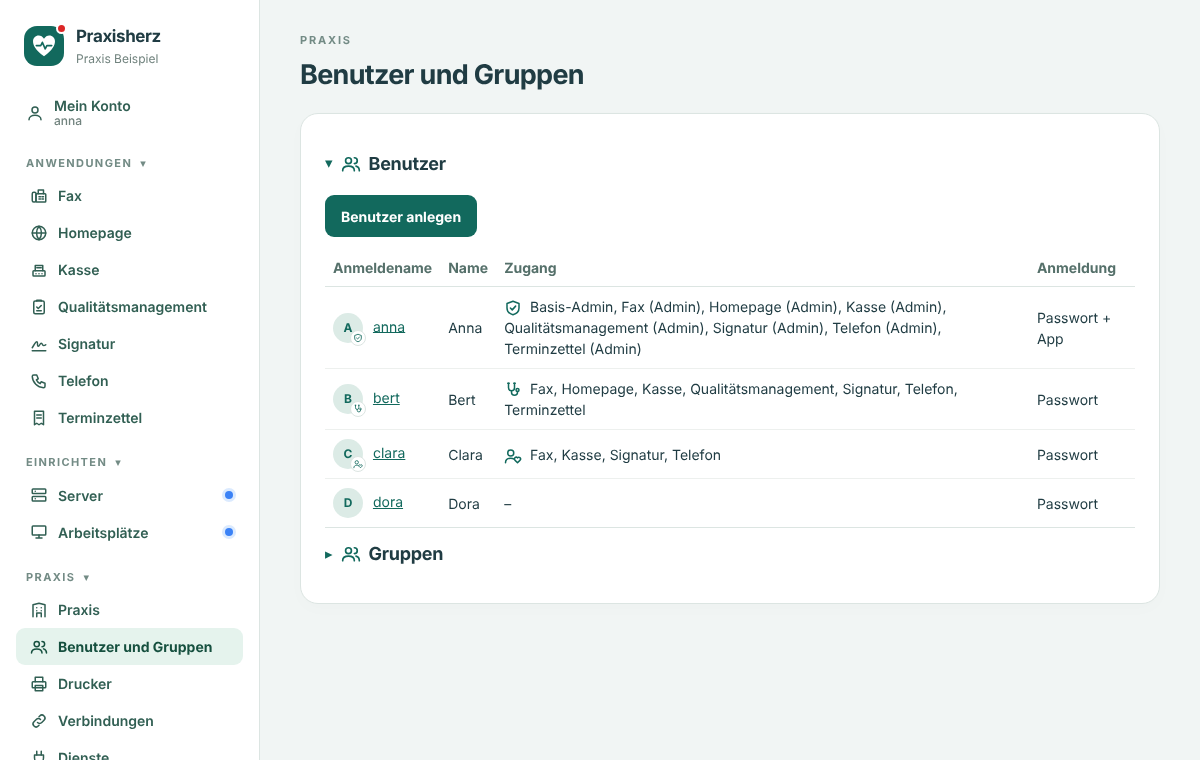 Praxisherz
Praxis Beispiel
Mein Konto
anna
ANWENDUNGEN ▾
Fax
Homepage
Kasse
Qualitätsmanagement
Signatur
Telefon
Terminzettel
EINRICHTEN ▾
Server
Arbeitsplätze
PRAXIS ▾
Praxis
Benutzer und Gruppen
Drucker
Verbindungen
Dienste
PRAXIS
Benutzer und Gruppen
▾ Benutzer
Benutzer anlegen
Anmeldename Name Zugang Anmeldung
A anna Anna Basis-Admin, Fax (Admin), Homepage (Admin), Kasse (Admin),
Qualitätsmanagement (Admin), Signatur (Admin), Telefon (Admin),
Terminzettel (Admin)
Passwort +
App
B bert Bert Fax, Homepage, Kasse, Qualitätsmanagement, Signatur, Telefon,
Terminzettel
Passwort
C clara Clara Fax, Kasse, Signatur, Telefon Passwort
D dora Dora – Passwort
▸ Gruppen